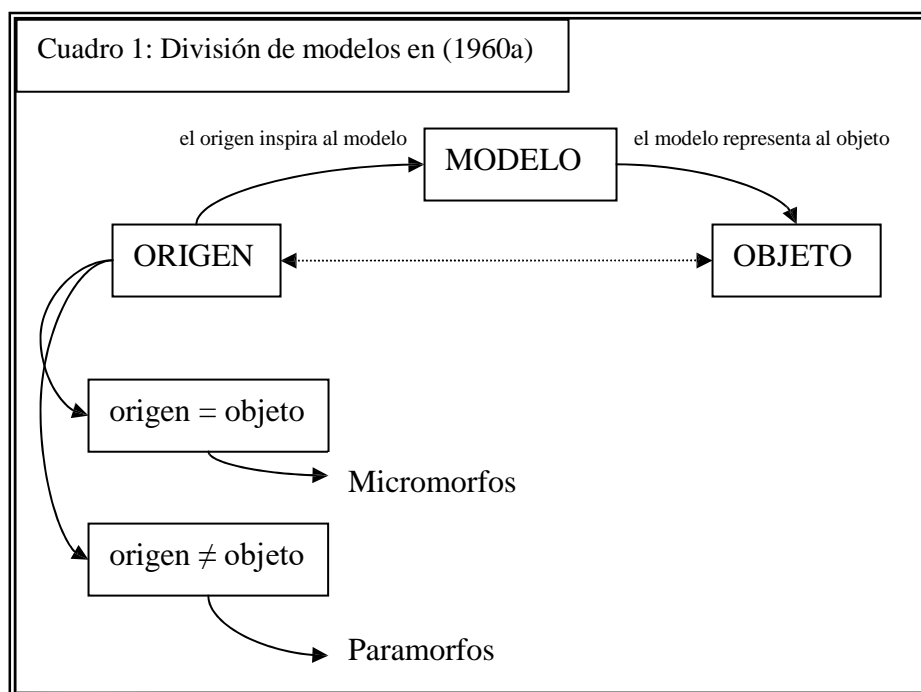 Cuadro 1: División de modelos en (1960a)
el origen inspira al modelo
MODELO
el modelo representa al objeto
ORIGEN
OBJETO
origen = objeto
Micromorfos
origen ≠ objeto
Paramorfos